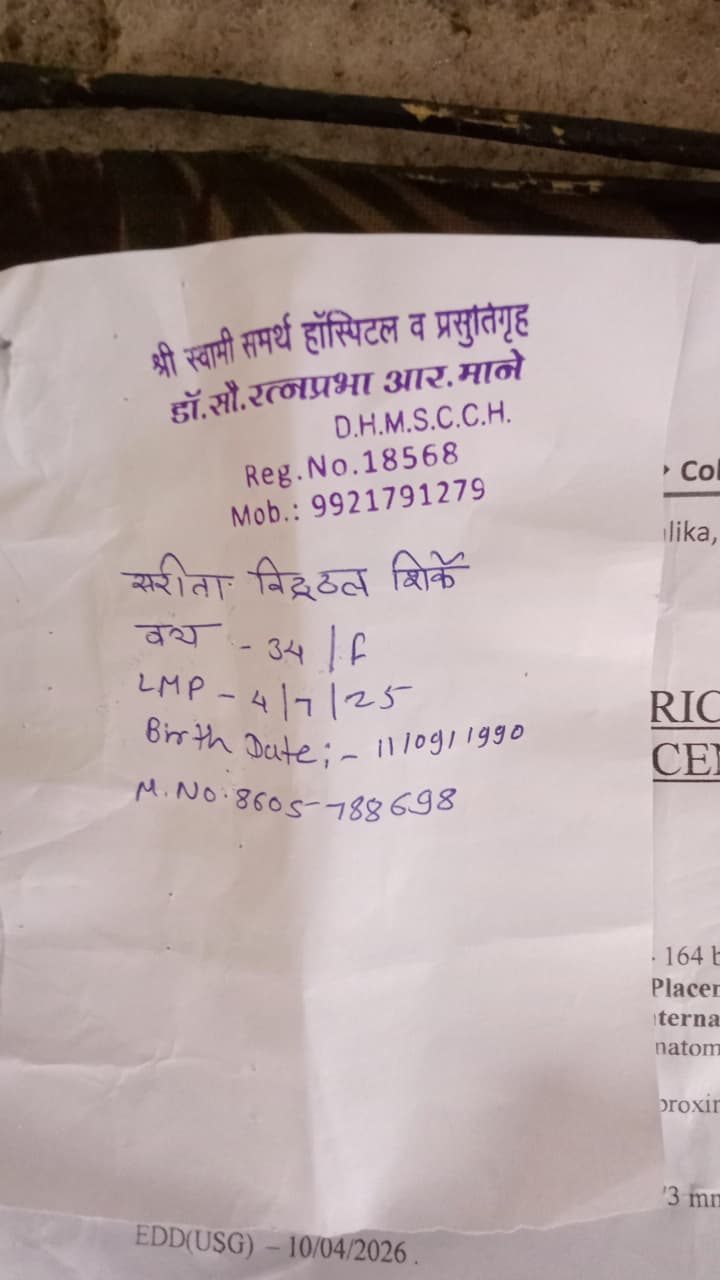 श्री स्वामी समर्थ हॉस्पिटल व प्रसुतिगृह
डॉ.सौ.रत्नप्रभा आर.माने
D.H.M.S.C.C.H.
Reg.No.18568
Mob.: 9921791279
सरीता विठ्ठल शिर्के
वय - 34 / F
LMP - 4/7/25
Birth Date:- 11/09/1990
M.NO.8605-788698
Col
lika,
RIC
CE
164 b
Placen
terna
natom
proxim
3 mm
EDD(USG) – 10/04/2026.